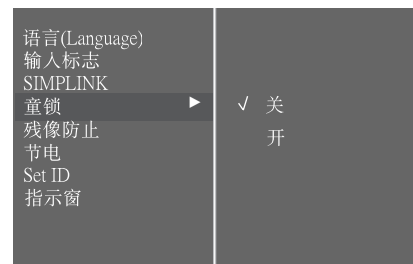 语言(Language)
输入标志
SIMPLINK
童锁
残像防止
节电
Set ID
指示窗
√ 关
开